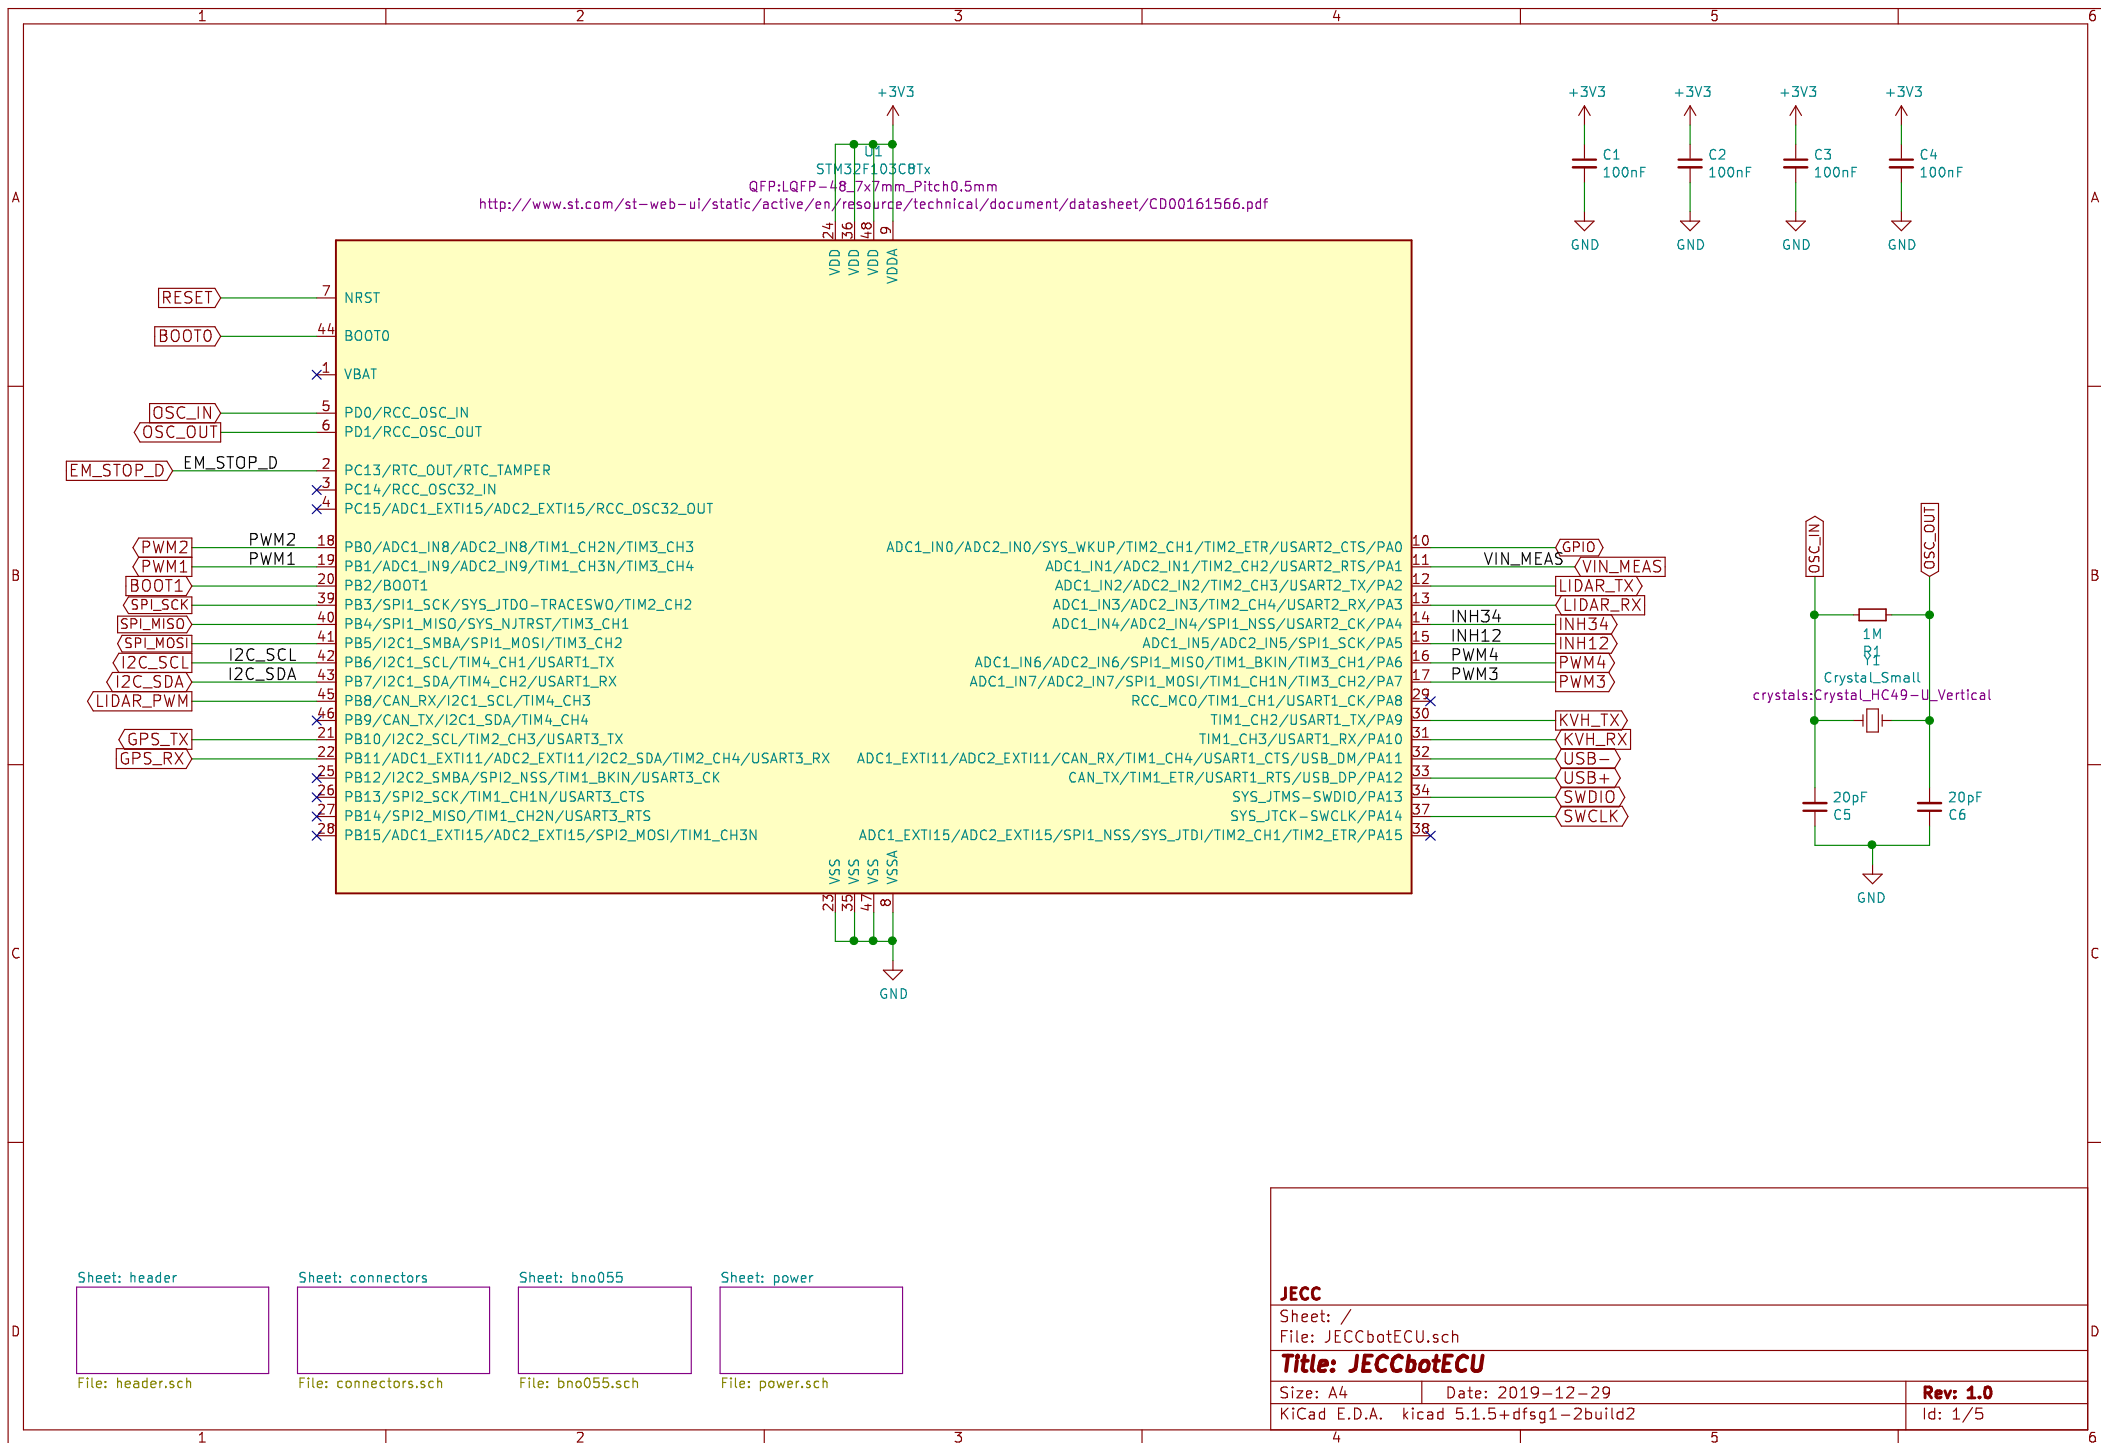 1 2 3 4 5 6
+3V3
+3V3 +3V3 +3V3 +3V3
U1
STM32F103C8Tx
QFP:LQFP-48_7x7mm_Pitch0.5mm
http://www.st.com/st-web-ui/static/active/en/resource/technical/document/datasheet/CD00161566.pdf
C1
100nF
C2
100nF
C3
100nF
C4
100nF
GND GND GND GND
A A
24 36 48 9
VDD VDD VDD VDDA
RESET 7 NRST
BOOT0 44 BOOT0
1 VBAT
OSC_IN 5 PD0/RCC_OSC_IN
OSC_OUT 6 PD1/RCC_OSC_OUT
EM_STOP_D EM_STOP_D 2 PC13/RTC_OUT/RTC_TAMPER
3 PC14/RCC_OSC32_IN
4 PC15/ADC1_EXTI15/ADC2_EXTI15/RCC_OSC32_OUT
PWM2 PWM2 18 PB0/ADC1_IN8/ADC2_IN8/TIM1_CH2N/TIM3_CH3
PWM1 PWM1 19 PB1/ADC1_IN9/ADC2_IN9/TIM1_CH3N/TIM3_CH4
BOOT1 20 PB2/BOOT1
SPI_SCK 39 PB3/SPI1_SCK/SYS_JTDO-TRACESWO/TIM2_CH2
SPI_MISO 40 PB4/SPI1_MISO/SYS_NJTRST/TIM3_CH1
SPI_MOSI 41 PB5/I2C1_SMBA/SPI1_MOSI/TIM3_CH2
I2C_SCL I2C_SCL 42 PB6/I2C1_SCL/TIM4_CH1/USART1_TX
I2C_SDA I2C_SDA 43 PB7/I2C1_SDA/TIM4_CH2/USART1_RX
LIDAR_PWM 45 PB8/CAN_RX/I2C1_SCL/TIM4_CH3
46 PB9/CAN_TX/I2C1_SDA/TIM4_CH4
GPS_TX 21 PB10/I2C2_SCL/TIM2_CH3/USART3_TX
GPS_RX 22 PB11/ADC1_EXTI11/ADC2_EXTI11/I2C2_SDA/TIM2_CH4/USART3_RX
25 PB12/I2C2_SMBA/SPI2_NSS/TIM1_BKIN/USART3_CK
26 PB13/SPI2_SCK/TIM1_CH1N/USART3_CTS
27 PB14/SPI2_MISO/TIM1_CH2N/USART3_RTS
28 PB15/ADC1_EXTI15/ADC2_EXTI15/SPI2_MOSI/TIM1_CH3N
ADC1_IN0/ADC2_IN0/SYS_WKUP/TIM2_CH1/TIM2_ETR/USART2_CTS/PA0 10 GPIO
ADC1_IN1/ADC2_IN1/TIM2_CH2/USART2_RTS/PA1 11 VIN_MEAS VIN_MEAS
ADC1_IN2/ADC2_IN2/TIM2_CH3/USART2_TX/PA2 12 LIDAR_TX
ADC1_IN3/ADC2_IN3/TIM2_CH4/USART2_RX/PA3 13 LIDAR_RX
ADC1_IN4/ADC2_IN4/SPI1_NSS/USART2_CK/PA4 14 INH34 INH34
ADC1_IN5/ADC2_IN5/SPI1_SCK/PA5 15 INH12 INH12
ADC1_IN6/ADC2_IN6/SPI1_MISO/TIM1_BKIN/TIM3_CH1/PA6 16 PWM4 PWM4
ADC1_IN7/ADC2_IN7/SPI1_MOSI/TIM1_CH1N/TIM3_CH2/PA7 17 PWM3 PWM3
RCC_MCO/TIM1_CH1/USART1_CK/PA8 29
TIM1_CH2/USART1_TX/PA9 30 KVH_TX
TIM1_CH3/USART1_RX/PA10 31 KVH_RX
ADC1_EXTI11/ADC2_EXTI11/CAN_RX/TIM1_CH4/USART1_CTS/USB_DM/PA11 32 USB-
CAN_TX/TIM1_ETR/USART1_RTS/USB_DP/PA12 33 USB+
SYS_JTMS-SWDIO/PA13 34 SWDIO
SYS_JTCK-SWCLK/PA14 37 SWCLK
ADC1_EXTI15/ADC2_EXTI15/SPI1_NSS/SYS_JTDI/TIM2_CH1/TIM2_ETR/PA15 38
B B
OSC_IN OSC_OUT
1M
R1
Y1
Crystal_Small
crystals:Crystal_HC49-U_Vertical
20pF
C5
20pF
C6
GND
VSS VSS VSS VSSA
23 35 47 8
GND
C C
Sheet: header
File: header.sch
Sheet: connectors
File: connectors.sch
Sheet: bno055
File: bno055.sch
Sheet: power
File: power.sch
D D
JECC
Sheet: /
File: JECCbotECU.sch
Title: JECCbotECU
Size: A4 Date: 2019-12-29 Rev: 1.0
KiCad E.D.A. kicad 5.1.5+dfsg1-2build2 Id: 1/5
1 2 3 4 5 6